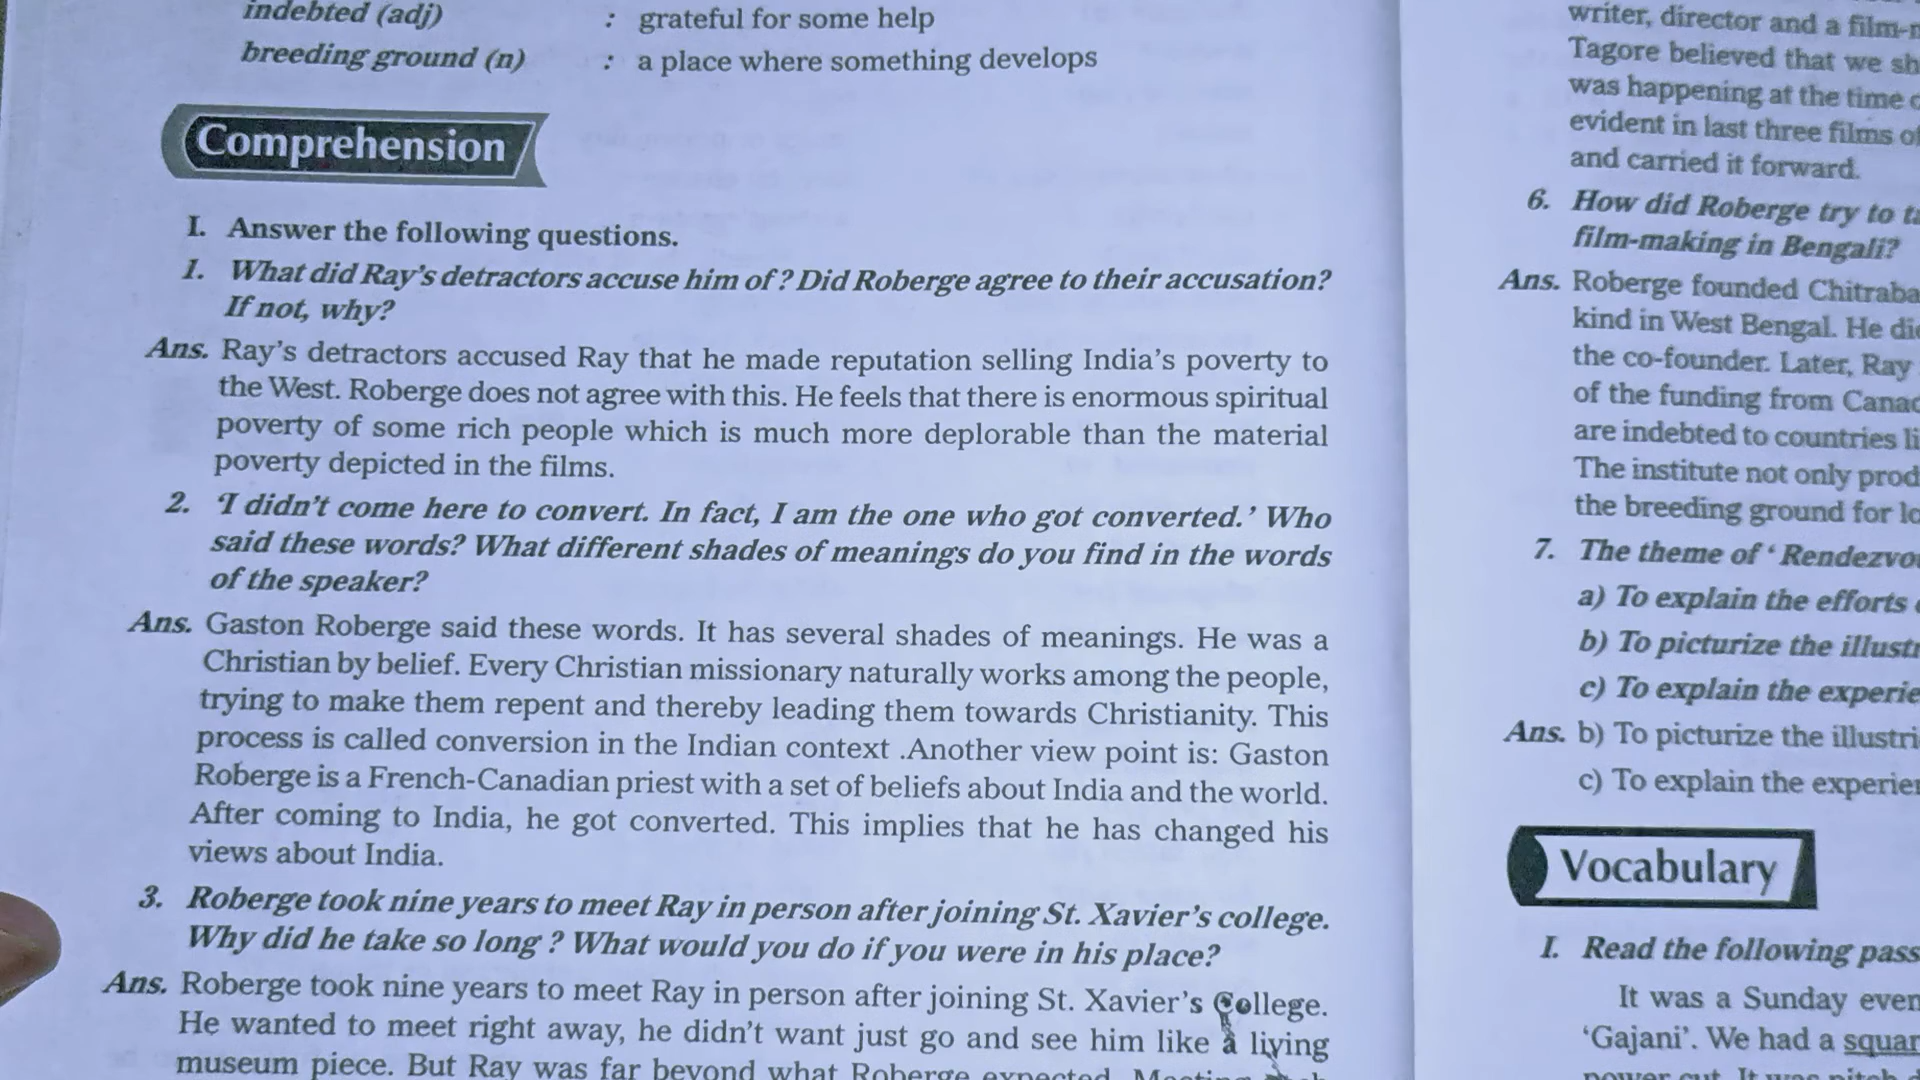 indebted (adj) : grateful for some help
breeding ground (n) : a place where something develops
Comprehension
I. Answer the following questions.
1. What did Ray's detractors accuse him of ? Did Roberge agree to their accusation?
If not, why?
Ans. Ray's detractors accused Ray that he made reputation selling India's poverty to
the West. Roberge does not agree with this. He feels that there is enormous spiritual
poverty of some rich people which is much more deplorable than the material
poverty depicted in the films.
2. 'I didn't come here to convert. In fact, I am the one who got converted.' Who
said these words? What different shades of meanings do you find in the words
of the speaker?
Ans. Gaston Roberge said these words. It has several shades of meanings. He was a
Christian by belief. Every Christian missionary naturally works among the people,
trying to make them repent and thereby leading them towards Christianity. This
process is called conversion in the Indian context .Another view point is: Gaston
Roberge is a French-Canadian priest with a set of beliefs about India and the world.
After coming to India, he got converted. This implies that he has changed his
views about India.
3. Roberge took nine years to meet Ray in person after joining St. Xavier's college.
Why did he take so long ? What would you do if you were in his place?
Ans. Roberge took nine years to meet Ray in person after joining St. Xavier's College.
He wanted to meet right away, he didn't want just go and see him like a living
museum piece. But Ray was far beyond what Roberge expected.
writer, director and a
Tagore believed that we
was happening at the time
evident in last three films
and carried it forward.
6. How did Roberge try to
film-making in Bengali?
Ans. Roberge founded
kind in West Bengal. He
the co-founder. Later, Ray
of the funding from
are indebted to countries
The institute not only
the breeding ground for
7. The theme of '
a) To explain the efforts
b) To picturize the
c) To explain the
Ans. b) To picturize the
c) To explain the
Vocabulary
I. Read the following
It was a Sunday
'Gajani'. We had a
power cut. It was pitch